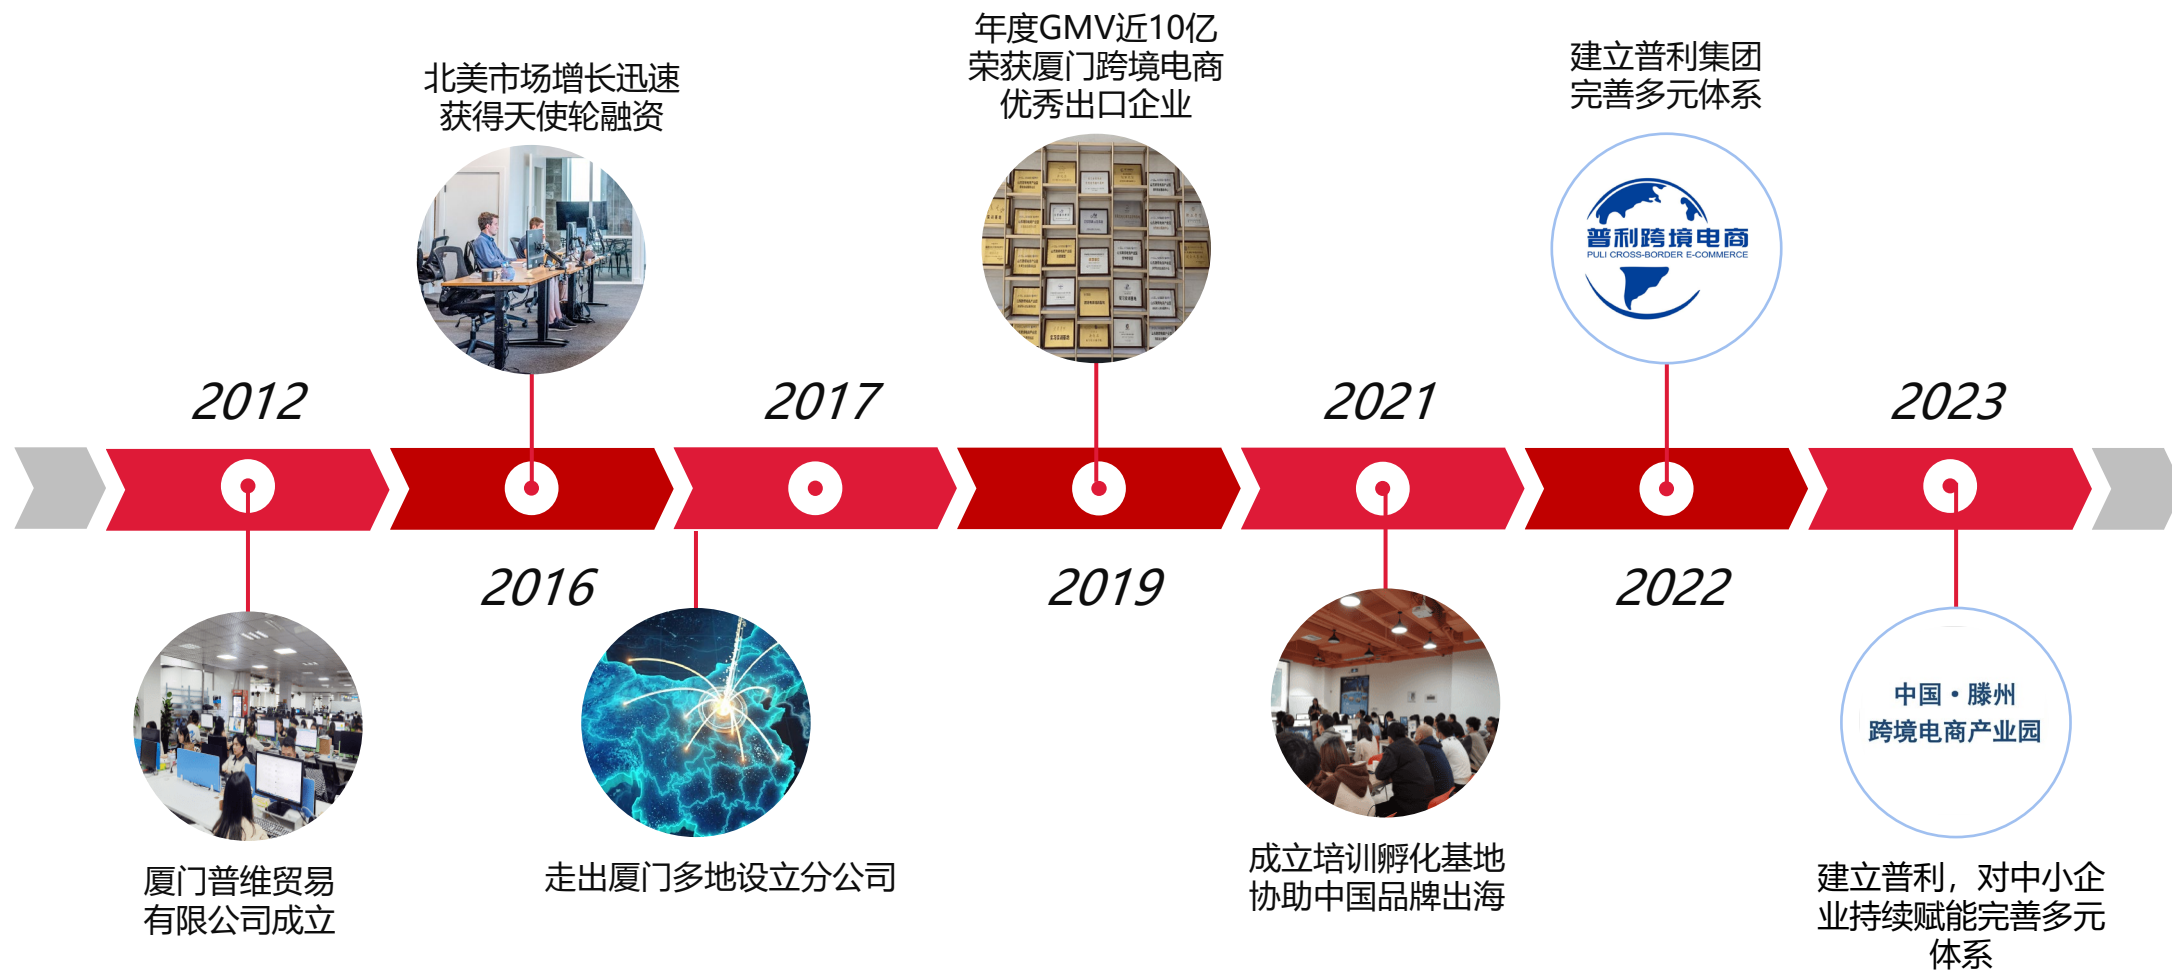 年度GMV近10亿
荣获厦门跨境电商
优秀出口企业
北美市场增长迅速
获得天使轮融资
建立普利集团
完善多元体系
普利跨境电商
PULI CROSS-BORDER E-COMMERCE
2012
2017
2021
2023
2016
2019
2022
中国·滕州
跨境电商产业园
厦门普维贸易
有限公司成立
走出厦门多地设立分公司
成立培训孵化基地
协助中国品牌出海
建立普利，对中小企
业持续赋能完善多元
体系